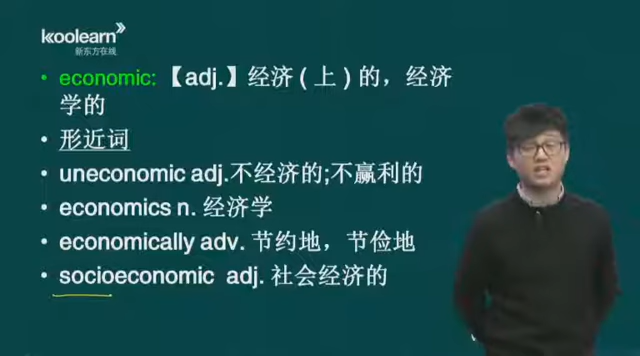 koolearn
新东方在线
• economic:【adj.】经济(上)的，经济
学的
• 形近词
• uneconomic adj.不经济的;不赢利的
• economics n. 经济学
• economically adv. 节约地，节俭地
• socioeconomic adj. 社会经济的